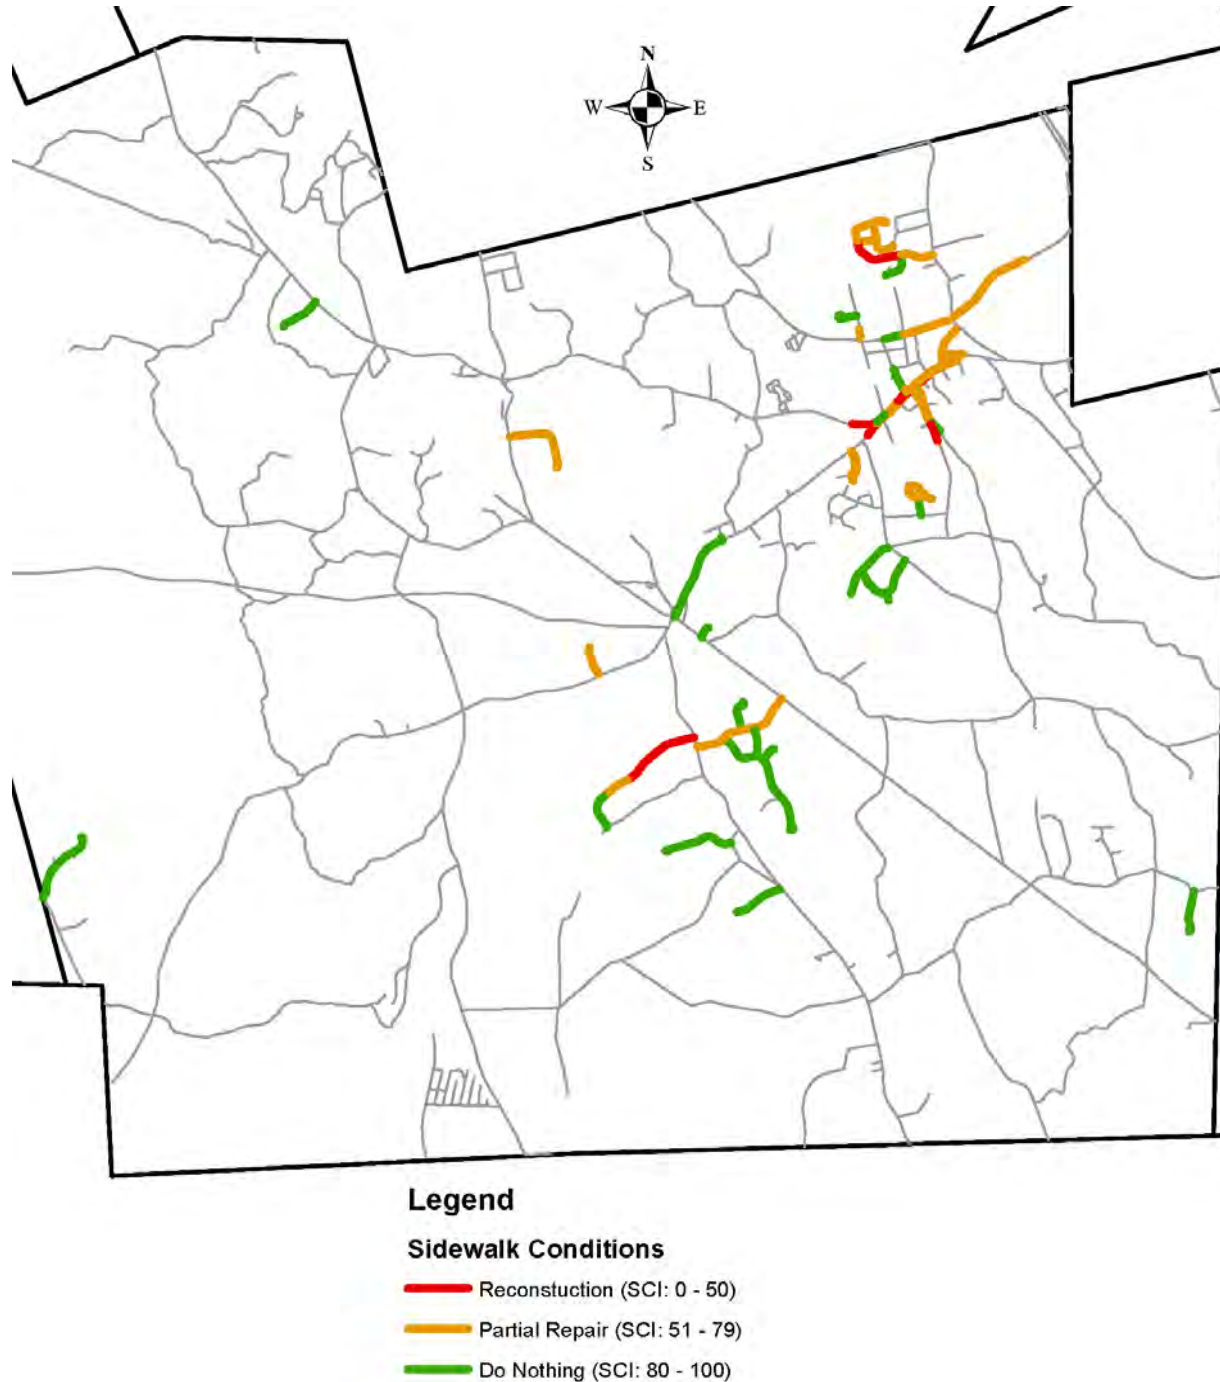 N
W E
S
Legend
Sidewalk Conditions
Reconstuction (SCI: 0 - 50)
Partial Repair (SCI: 51 - 79)
Do Nothing (SCI: 80 - 100)